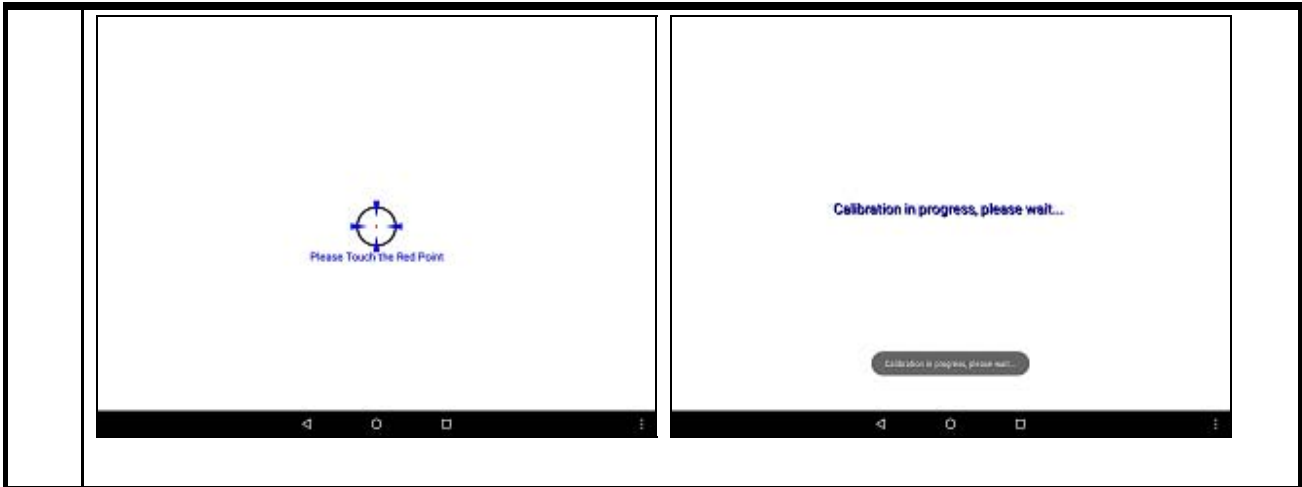 Please Touch the Red Point
Calibration in progress, please wait...
Calibration in progress, please wait...